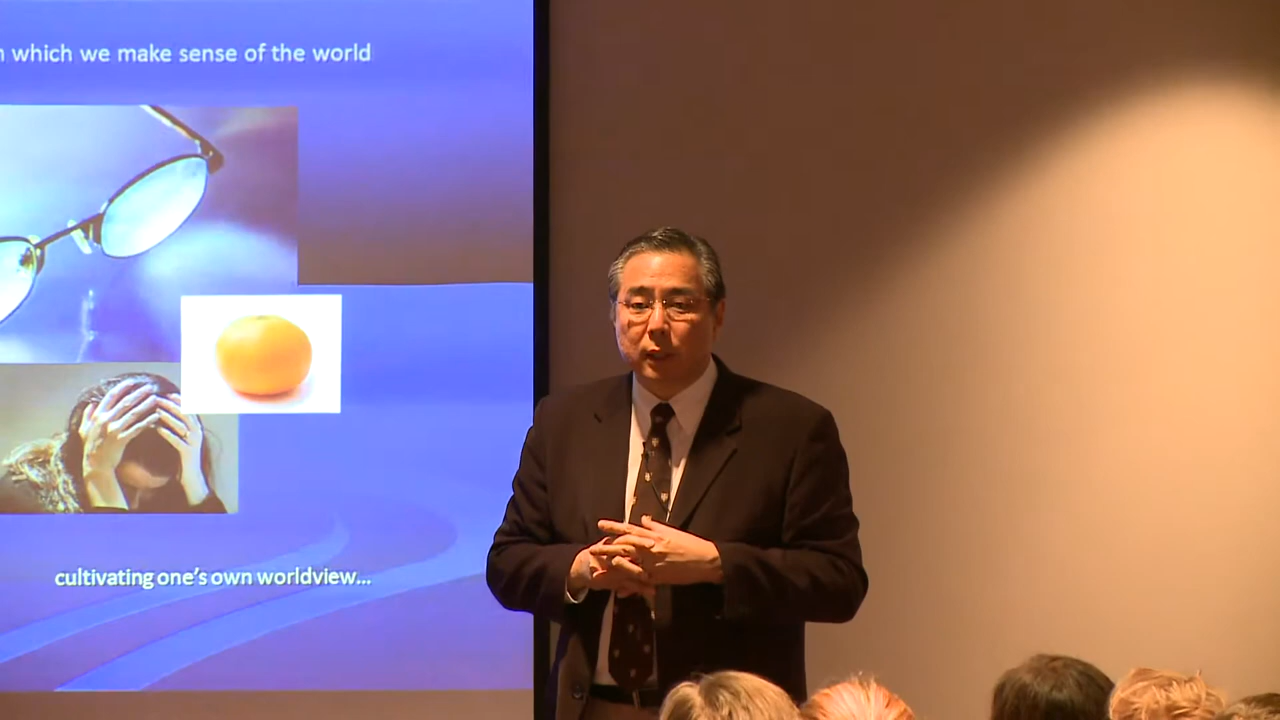 which we make sense of the world
cultivating one's own worldview...